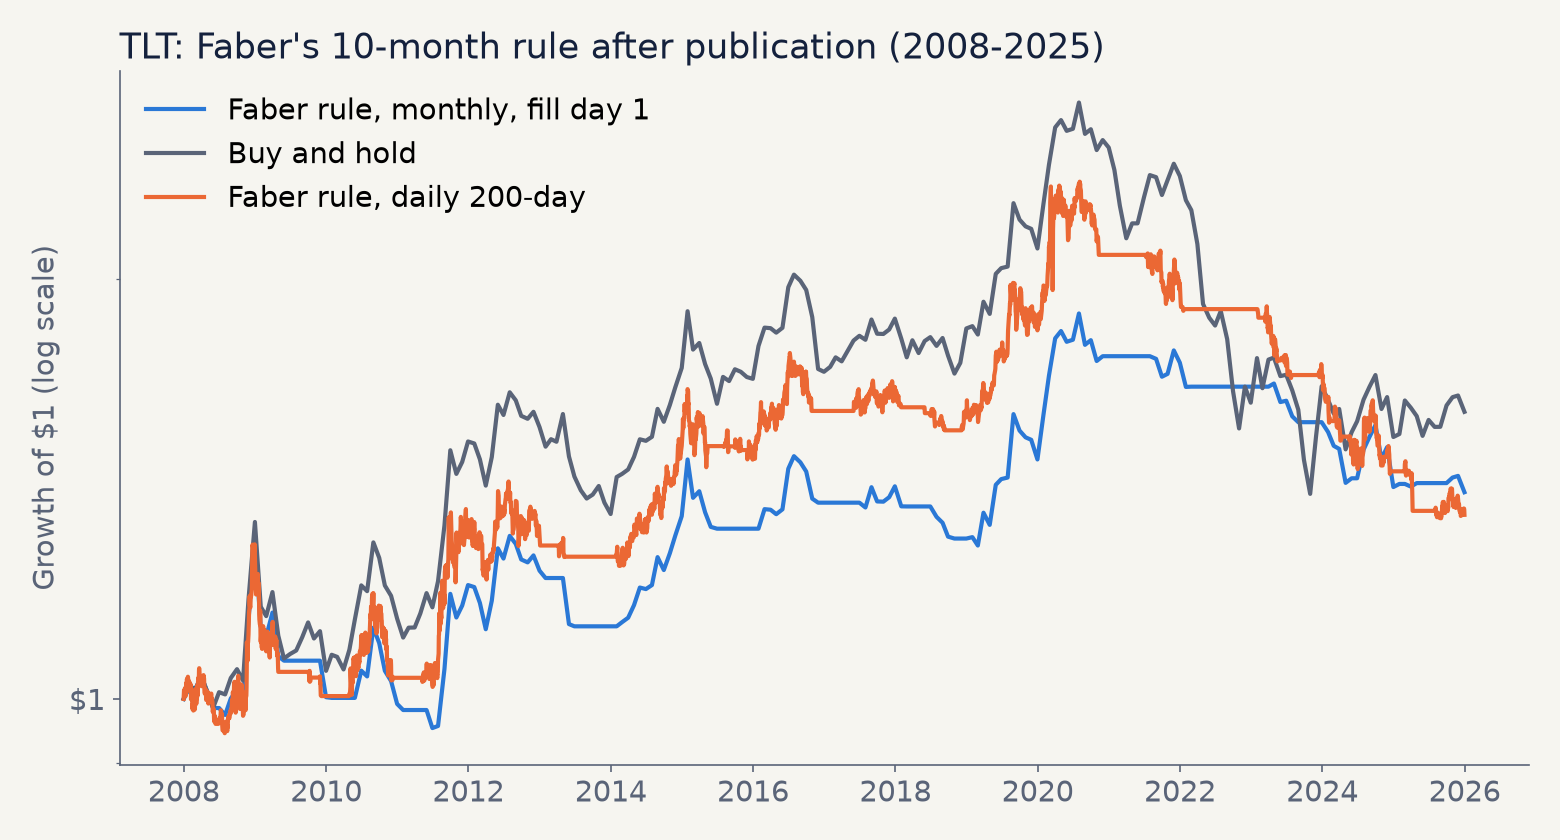 TLT: Faber's 10-month rule after publication (2008-2025)
Faber rule, monthly, fill day 1
Buy and hold
Faber rule, daily 200-day
Growth of $1 (log scale)
$1
2008 2010 2012 2014 2016 2018 2020 2022 2024 2026